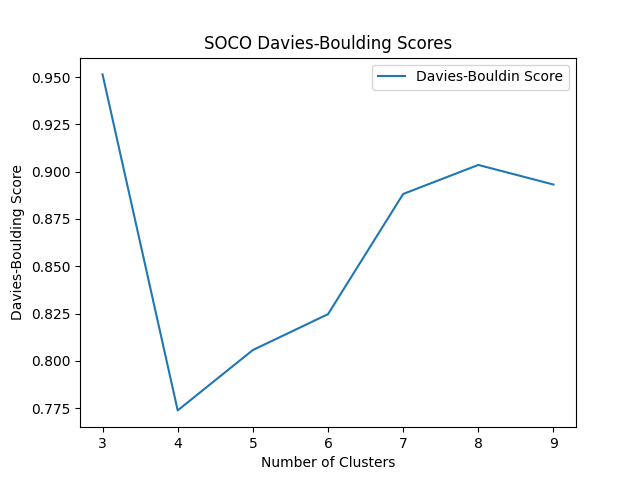 SOCO Davies-Boulding Scores
Davies-Bouldin Score
Davies-Boulding Score
0.950
0.925
0.900
0.875
0.850
0.825
0.800
0.775
3 4 5 6 7 8 9
Number of Clusters